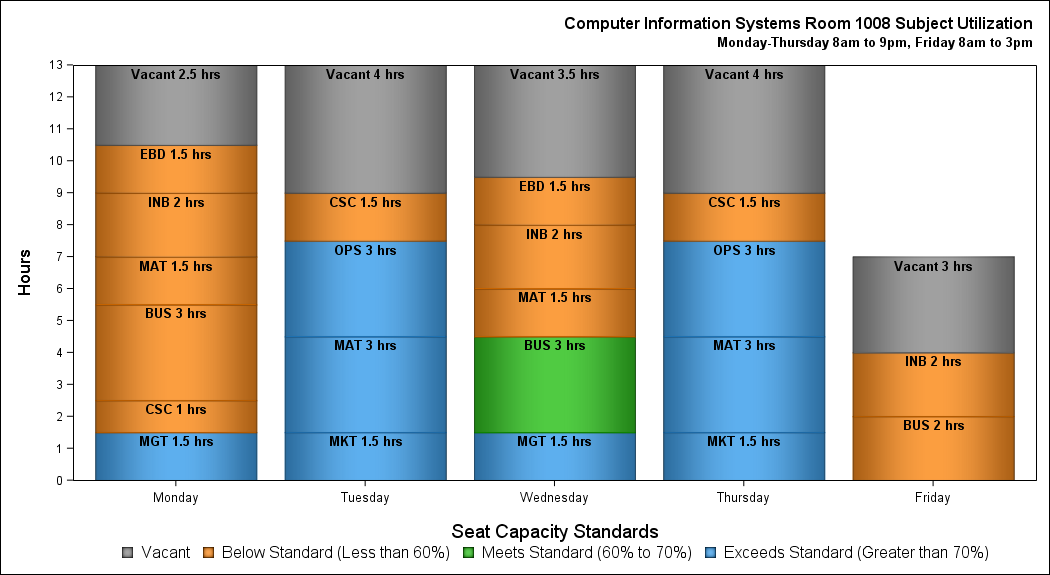 Computer Information Systems Room 1008 Subject Utilization
Monday-Thursday 8am to 9pm, Friday 8am to 3pm
Hours
13
12
11
10
9
8
7
6
5
4
3
2
1
0
Vacant 2.5 hrs
EBD 1.5 hrs
INB 2 hrs
MAT 1.5 hrs
BUS 3 hrs
CSC 1 hrs
MGT 1.5 hrs
Vacant 4 hrs
CSC 1.5 hrs
OPS 3 hrs
MAT 3 hrs
MKT 1.5 hrs
Vacant 3.5 hrs
EBD 1.5 hrs
INB 2 hrs
MAT 1.5 hrs
BUS 3 hrs
MGT 1.5 hrs
Vacant 4 hrs
CSC 1.5 hrs
OPS 3 hrs
MAT 3 hrs
MKT 1.5 hrs
Vacant 3 hrs
INB 2 hrs
BUS 2 hrs
Monday Tuesday Wednesday Thursday Friday
Seat Capacity Standards
Vacant Below Standard (Less than 60%) Meets Standard (60% to 70%) Exceeds Standard (Greater than 70%)